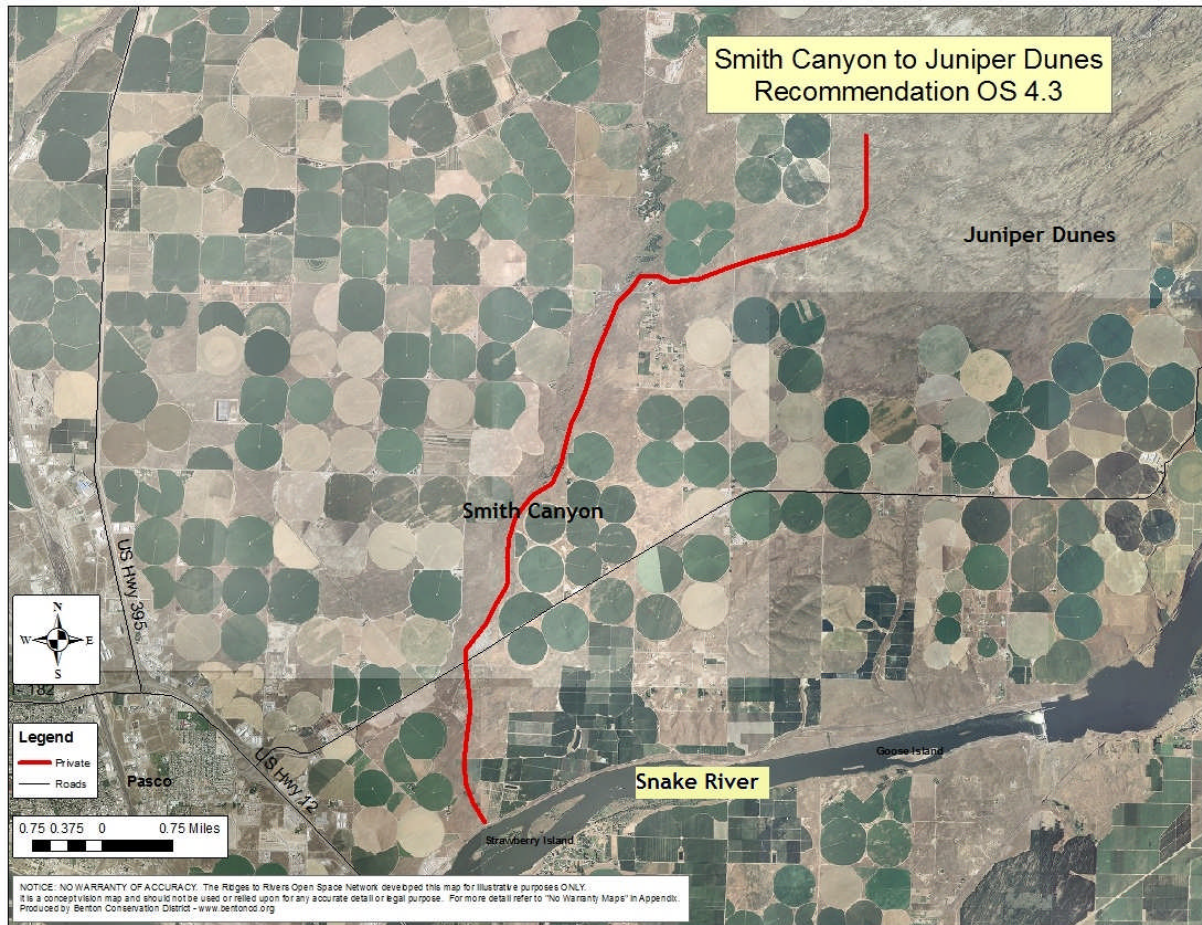 Smith Canyon to Juniper Dunes
Recommendation OS 4.3
Juniper Dunes
Smith Canyon
US Hwy 395
N
W E
S
I - 182
Legend
Private
Roads
Pasco
US Hwy 12
Goose Island
Snake River
Strawberry Island
0.75 0.375 0 0.75 Miles
NOTICE: NO WARRANTY OF ACCURACY. The Ridges to Rivers Open Space Network developed this map for illustrative purposes ONLY.
It is a concept vision map and should not be used or relied upon for any accurate detail or legal purpose. For more detail refer to "No Warranty Maps" in Appendix.
Produced by Benton Conservation District - www.bentoncd.org